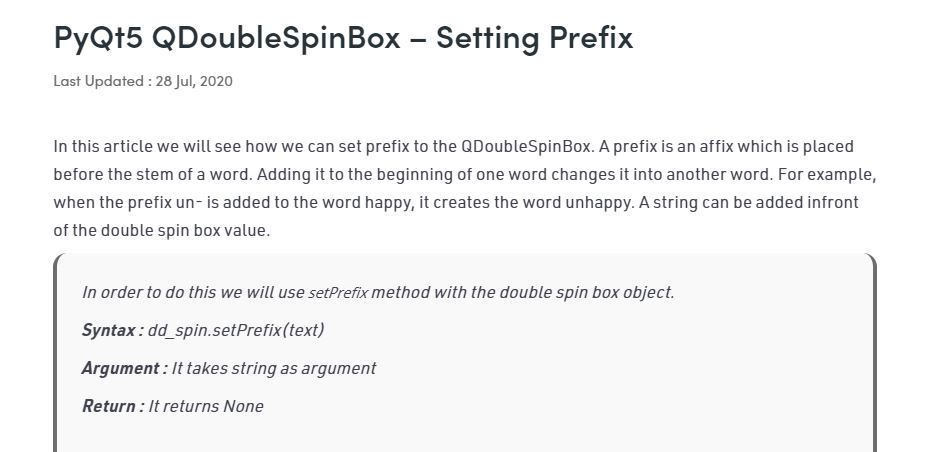 PyQt5 QDoubleSpinBox – Setting Prefix
Last Updated : 28 Jul, 2020
In this article we will see how we can set prefix to the QDoubleSpinBox. A prefix is an affix which is placed
before the stem of a word. Adding it to the beginning of one word changes it into another word. For example,
when the prefix un- is added to the word happy, it creates the word unhappy. A string can be added infront
of the double spin box value.
In order to do this we will use setPrefix method with the double spin box object.
Syntax : dd_spin.setPrefix(text)
Argument : It takes string as argument
Return : It returns None